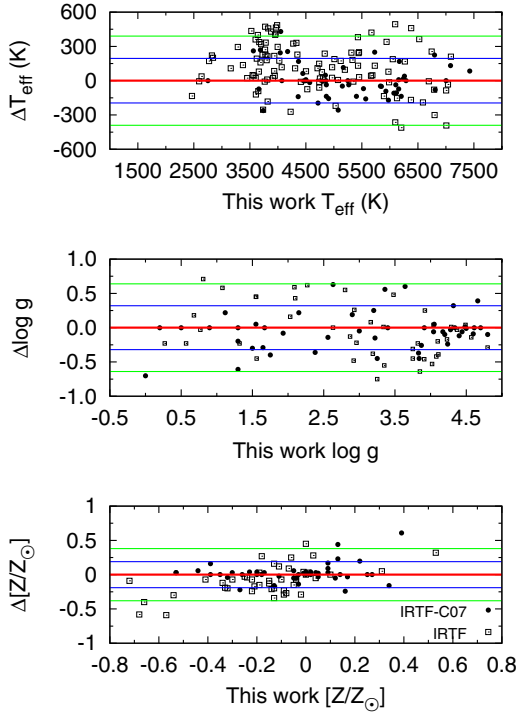 600
300
0
-300
-600
ΔT_eff (K)
1500 2500 3500 4500 5500 6500 7500
This work T_eff (K)
1.0
0.5
0.0
-0.5
-1.0
Δlog g
-0.5 0.5 1.5 2.5 3.5 4.5
This work log g
1
0.5
0
-0.5
-1
Δ[Z/Z⊙]
IRTF-C07
IRTF
-0.8 -0.6 -0.4 -0.2 0 0.2 0.4 0.6 0.8
This work [Z/Z⊙]